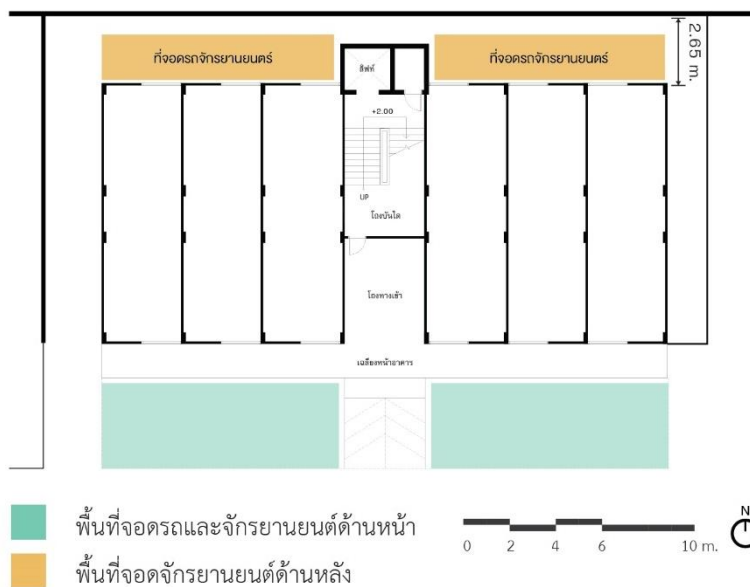 ที่จอดรถจักรยานยนต์
ลิฟท์
ที่จอดรถจักรยานยนต์
2.65 m.
+2.00
UP
โถงบันได
โถงทางเข้า
เฉลียงหน้าอาคาร
พื้นที่จอดรถและจักรยานยนต์ด้านหน้า
พื้นที่จอดจักรยานยนต์ด้านหลัง
0 2 4 6 10 m.
N